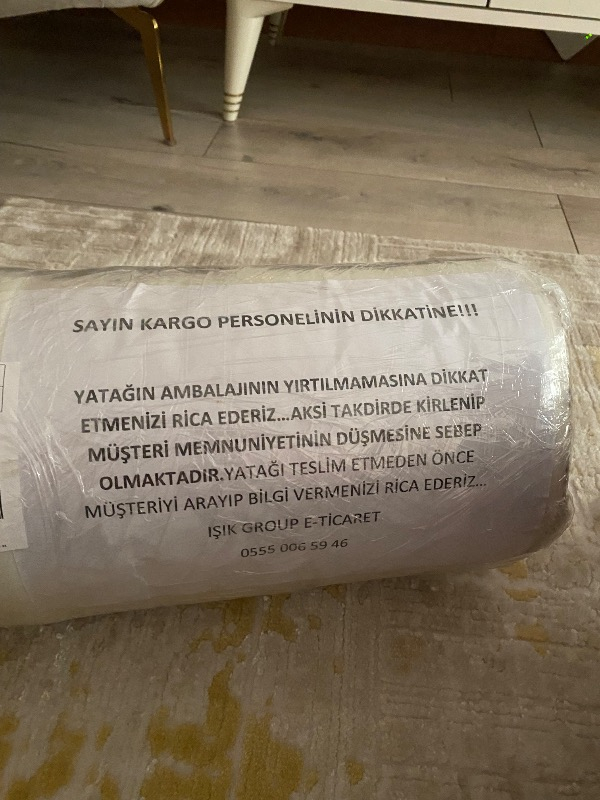 SAYIN KARGO PERSONELİNİN DİKKATİNE!!!
YATAĞIN AMBALAJININ YIRTILMAMASINA DİKKAT
ETMENİZİ RİCA EDERİZ...AKSİ TAKDİRDE KİRLENİP
MÜŞTERİ MEMNUNİYETİNİN DÜŞMESİNE SEBEP
OLMAKTADIR.YATAĞI TESLİM ETMEDEN ÖNCE
MÜŞTERİYİ ARAYIP BİLGİ VERMENİZİ RİCA EDERİZ...
IŞIK GROUP E-TİCARET
0555 006 59 46